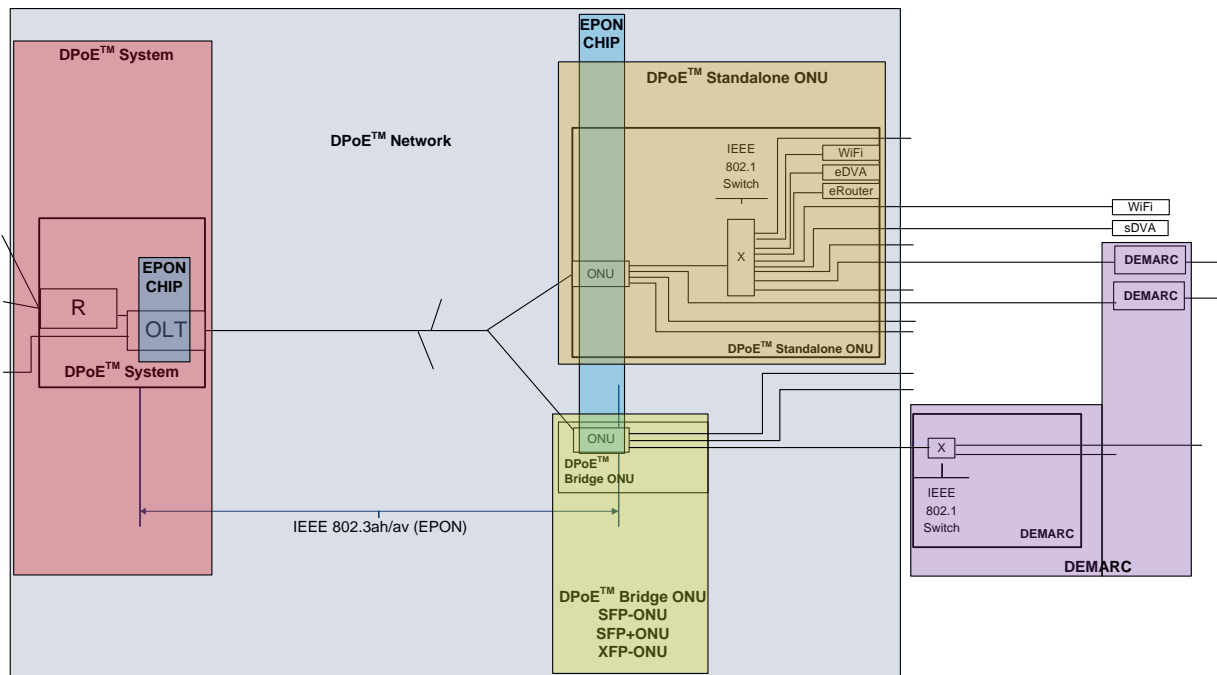 EPON
CHIP
DPoE™ System
DPoE™ Standalone ONU
DPoE™ Network
IEEE
802.1
Switch
WiFi
eDVA
eRouter
WiFi
sDVA
X
ONU
DEMARC
DEMARC
EPON
CHIP
R
OLT
DPoE™ System
DPoE™ Standalone ONU
ONU
DPoE™
Bridge ONU
X
IEEE
802.1
Switch
DEMARC
IEEE 802.3ah/av (EPON)
DEMARC
DPoE™ Bridge ONU
SFP-ONU
SFP+ONU
XFP-ONU